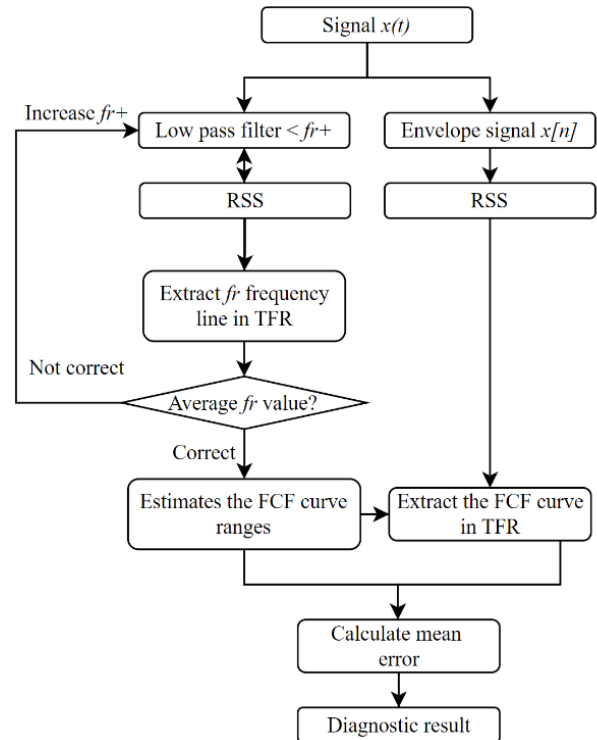 Signal x(t)
Increase fr+
Low pass filter < fr+
Envelope signal x[n]
RSS
RSS
Extract fr frequency
line in TFR
Not correct
Average fr value?
Correct
Estimates the FCF curve
ranges
Extract the FCF curve
in TFR
Calculate mean
error
Diagnostic result